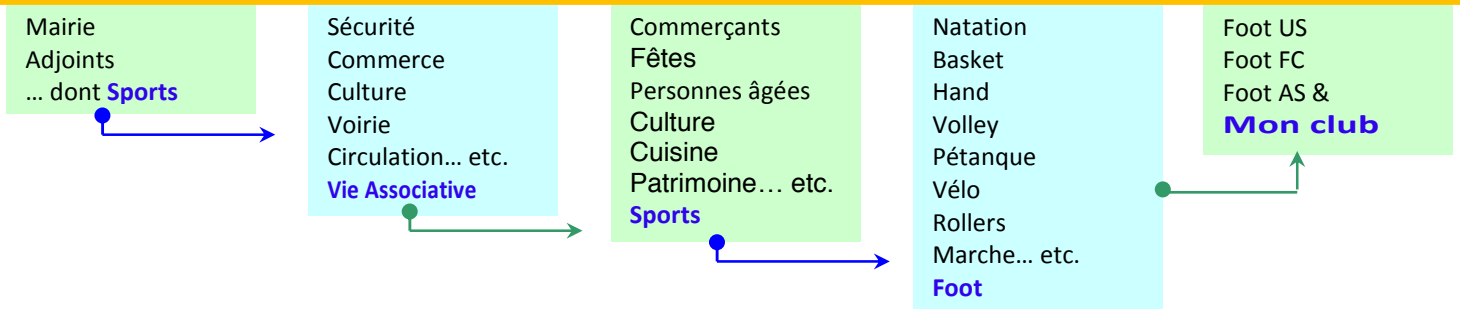 Mairie
Adjoints
… dont Sports
Sécurité
Commerce
Culture
Voirie
Circulation… etc.
Vie Associative
Commerçants
Fêtes
Personnes âgées
Culture
Cuisine
Patrimoine… etc.
Sports
Natation
Basket
Hand
Volley
Pétanque
Vélo
Rollers
Marche… etc.
Foot
Foot US
Foot FC
Foot AS &
Mon club